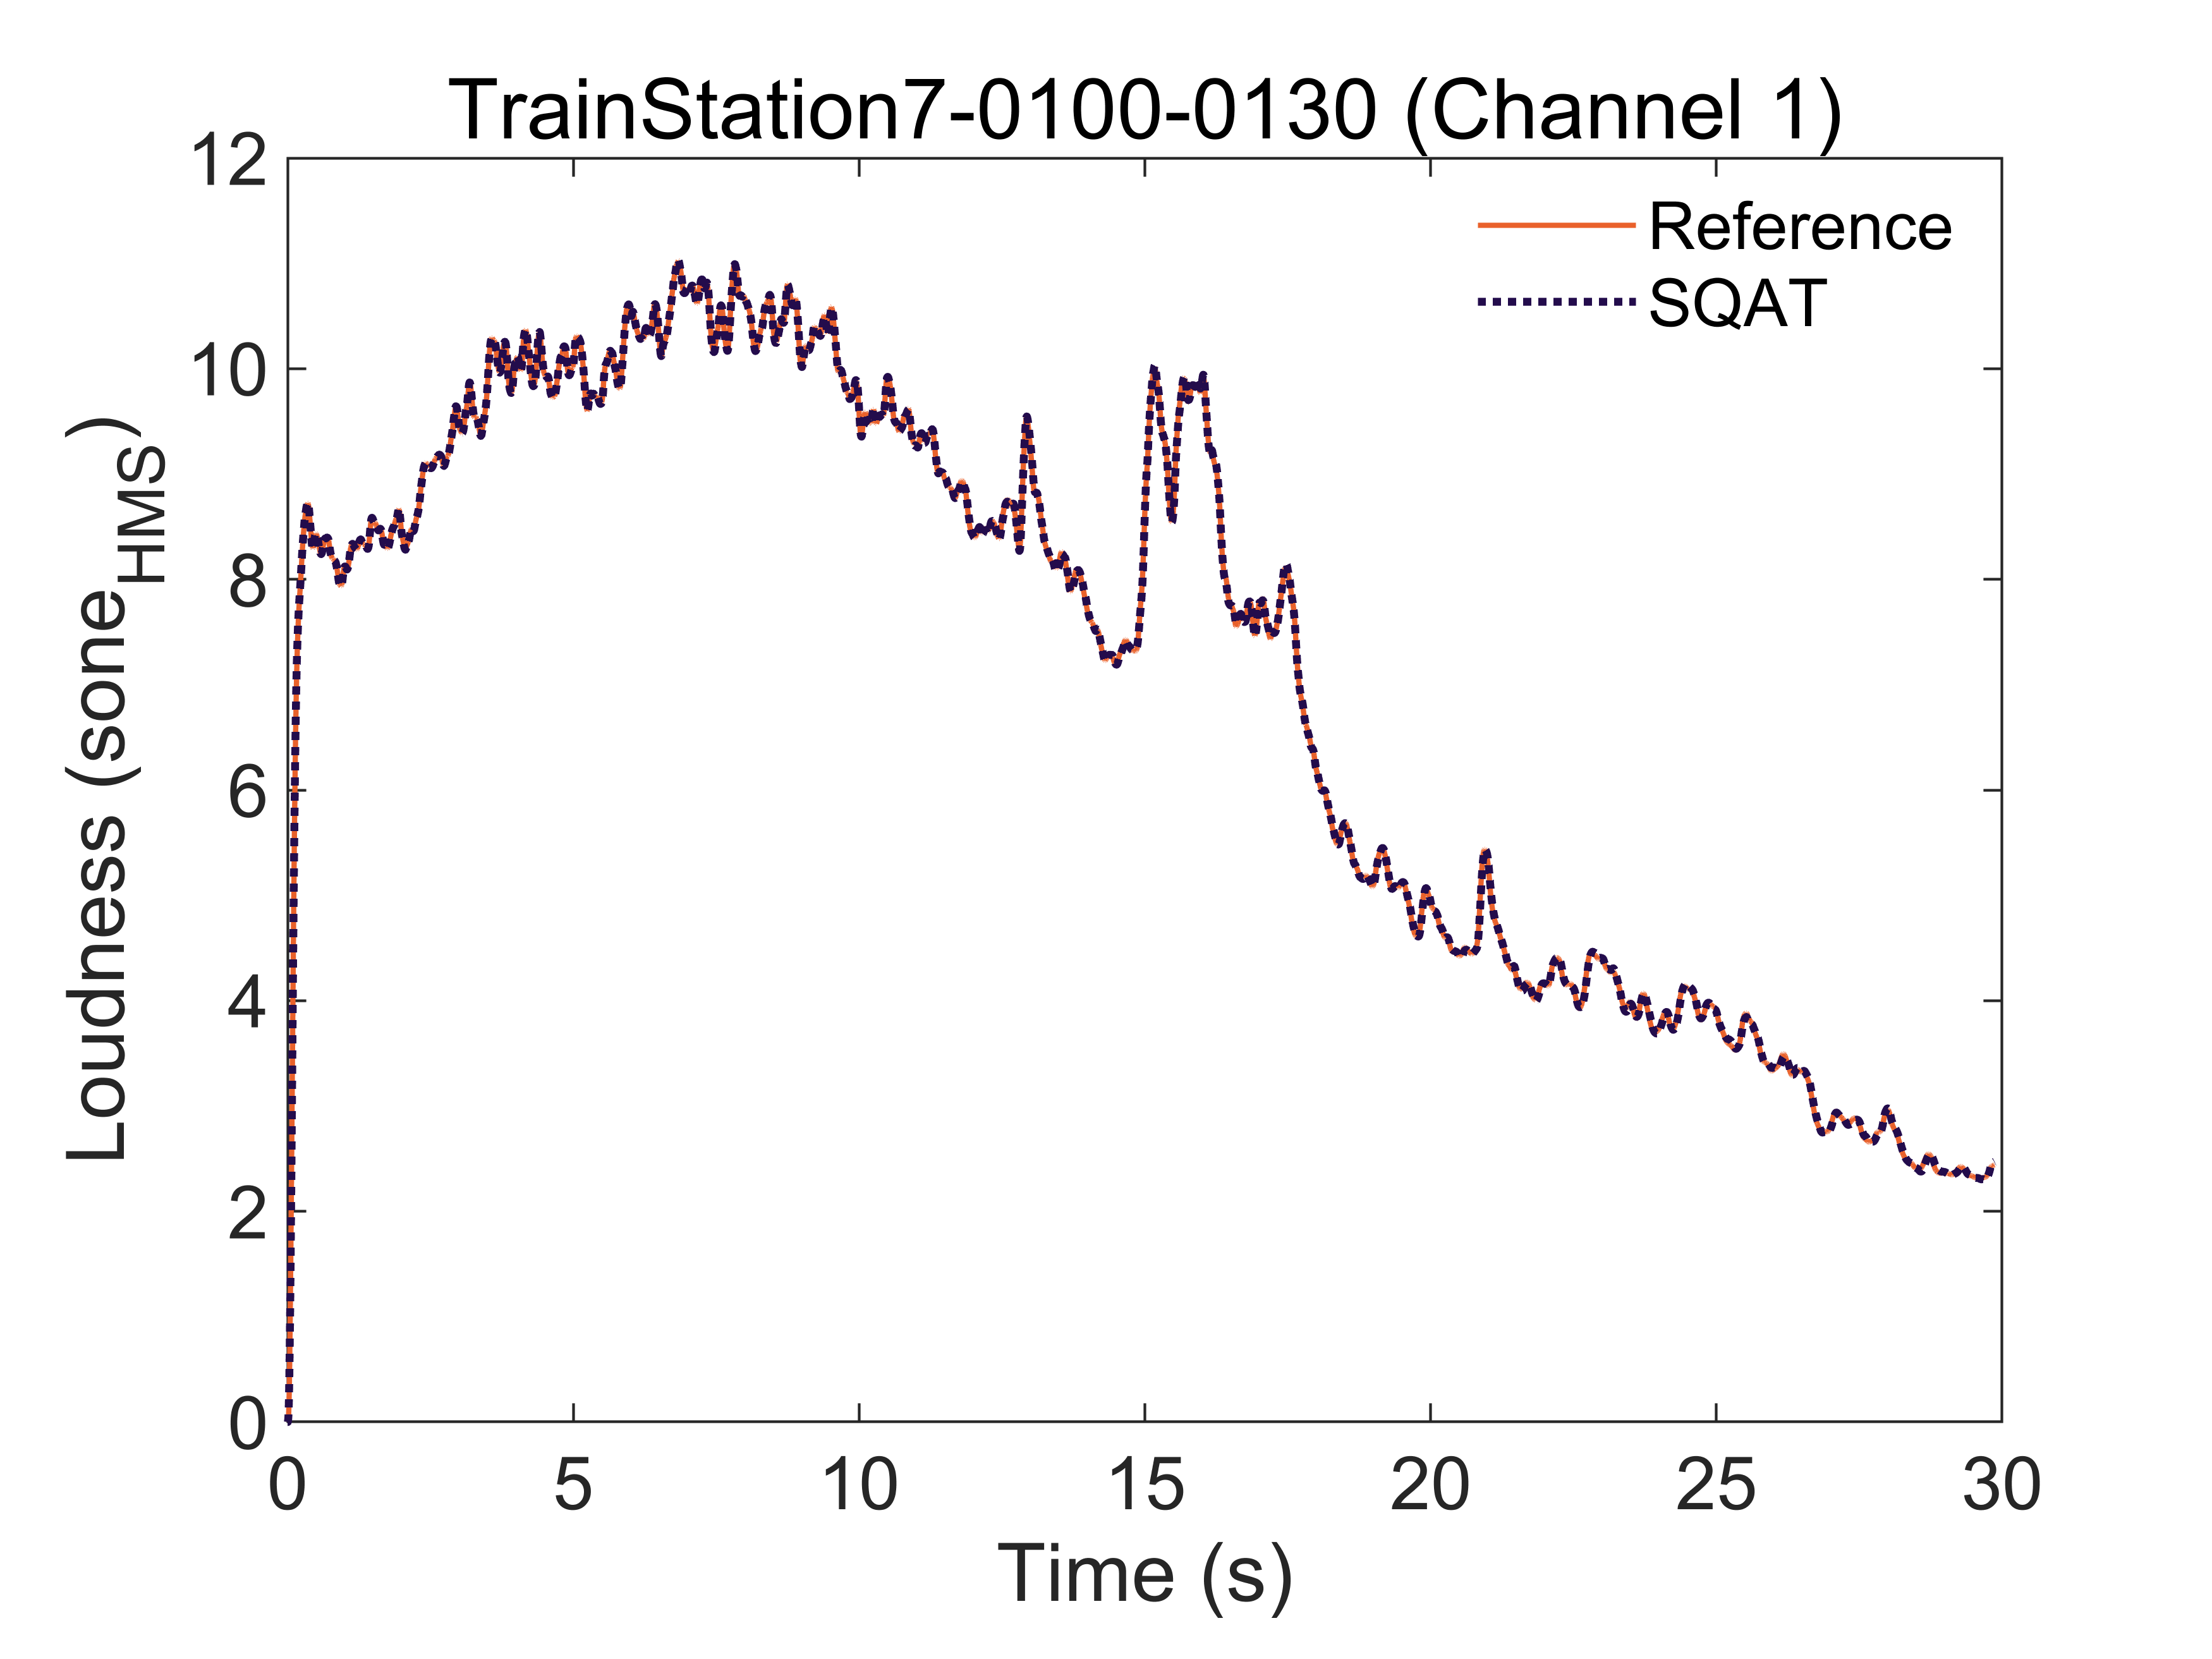 TrainStation7-0100-0130 (Channel 1)
Reference
SQAT
Loudness (sone_HMS)
12
10
8
6
4
2
0
0 5 10 15 20 25 30
Time (s)